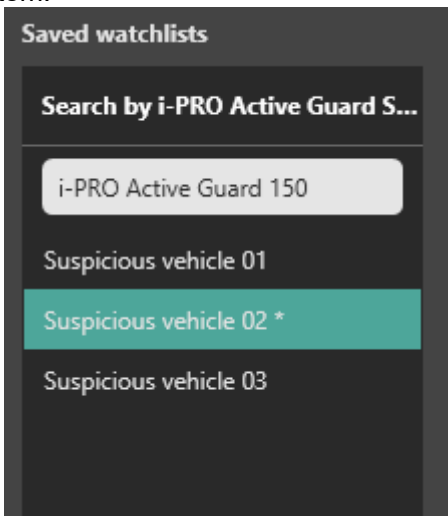 Saved watchlists
Search by i-PRO Active Guard S...
i-PRO Active Guard 150
Suspicious vehicle 01
Suspicious vehicle 02 *
Suspicious vehicle 03